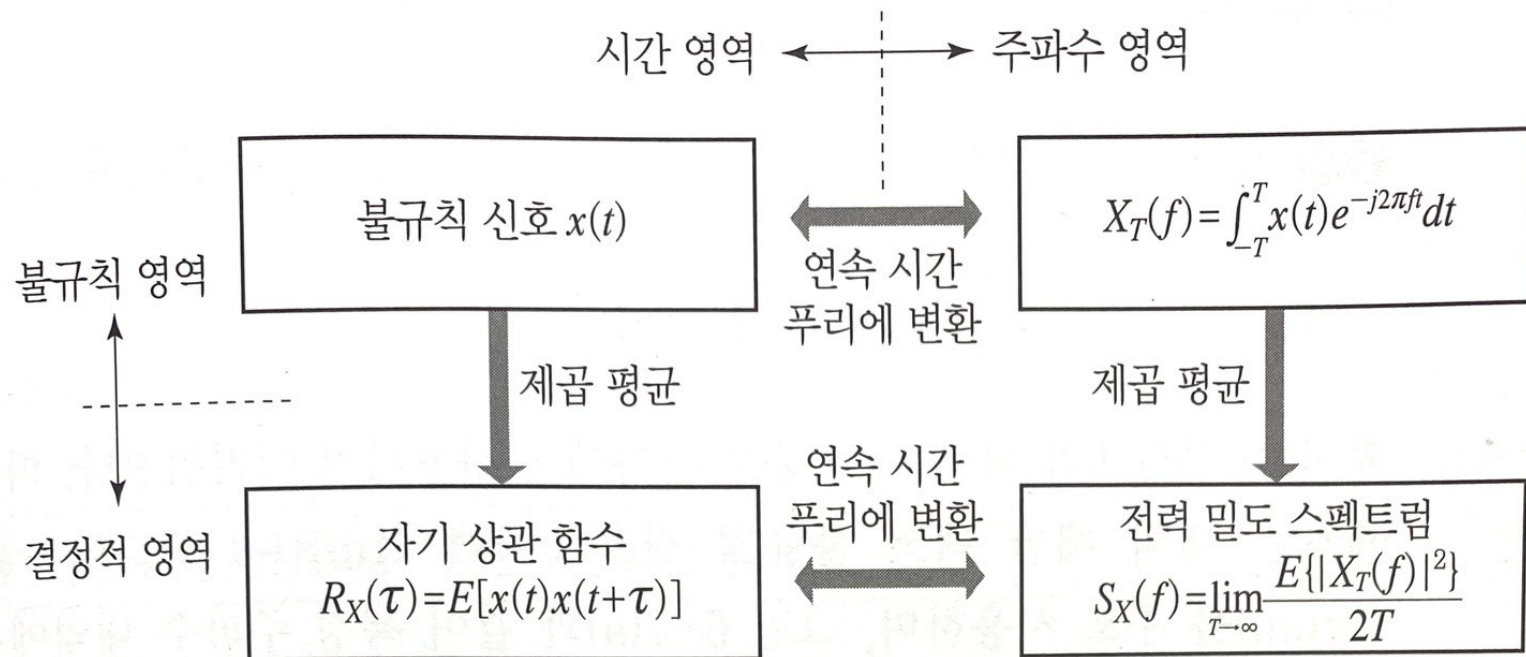 시간 영역 주파수 영역
불규칙 신호 x(t)
X_T(f)=∫_{-T}^{T} x(t)e^{-j2πft}dt
불규칙 영역
연속 시간
푸리에 변환
제곱 평균
제곱 평균
결정적 영역
자기 상관 함수
R_X(τ)=E[x(t)x(t+τ)]
연속 시간
푸리에 변환
전력 밀도 스펙트럼
S_X(f)=lim_{T→∞} E{|X_T(f)|²}/2T